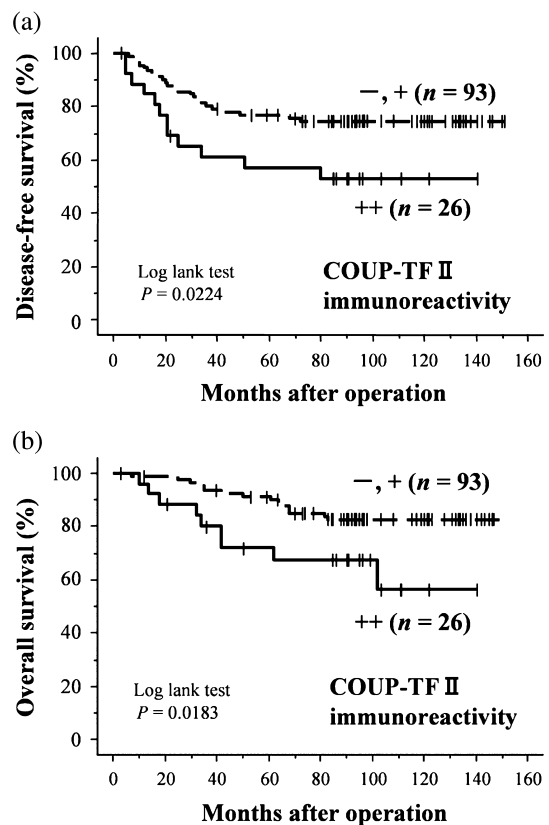 (a)
Disease-free survival (%)
100
80
60
40
80
0
−, + (n = 93)
++ (n = 26)
Log lank test
P = 0.0224
COUP-TF II
immunoreactivity
0 20 40 60 80 100 120 140 160
Months after operation
(b)
Overall survival (%)
100
80
60
40
80
0
−, + (n = 93)
++ (n = 26)
Log lank test
P = 0.0183
COUP-TF II
immunoreactivity
0 20 40 60 80 100 120 140 160
Months after operation